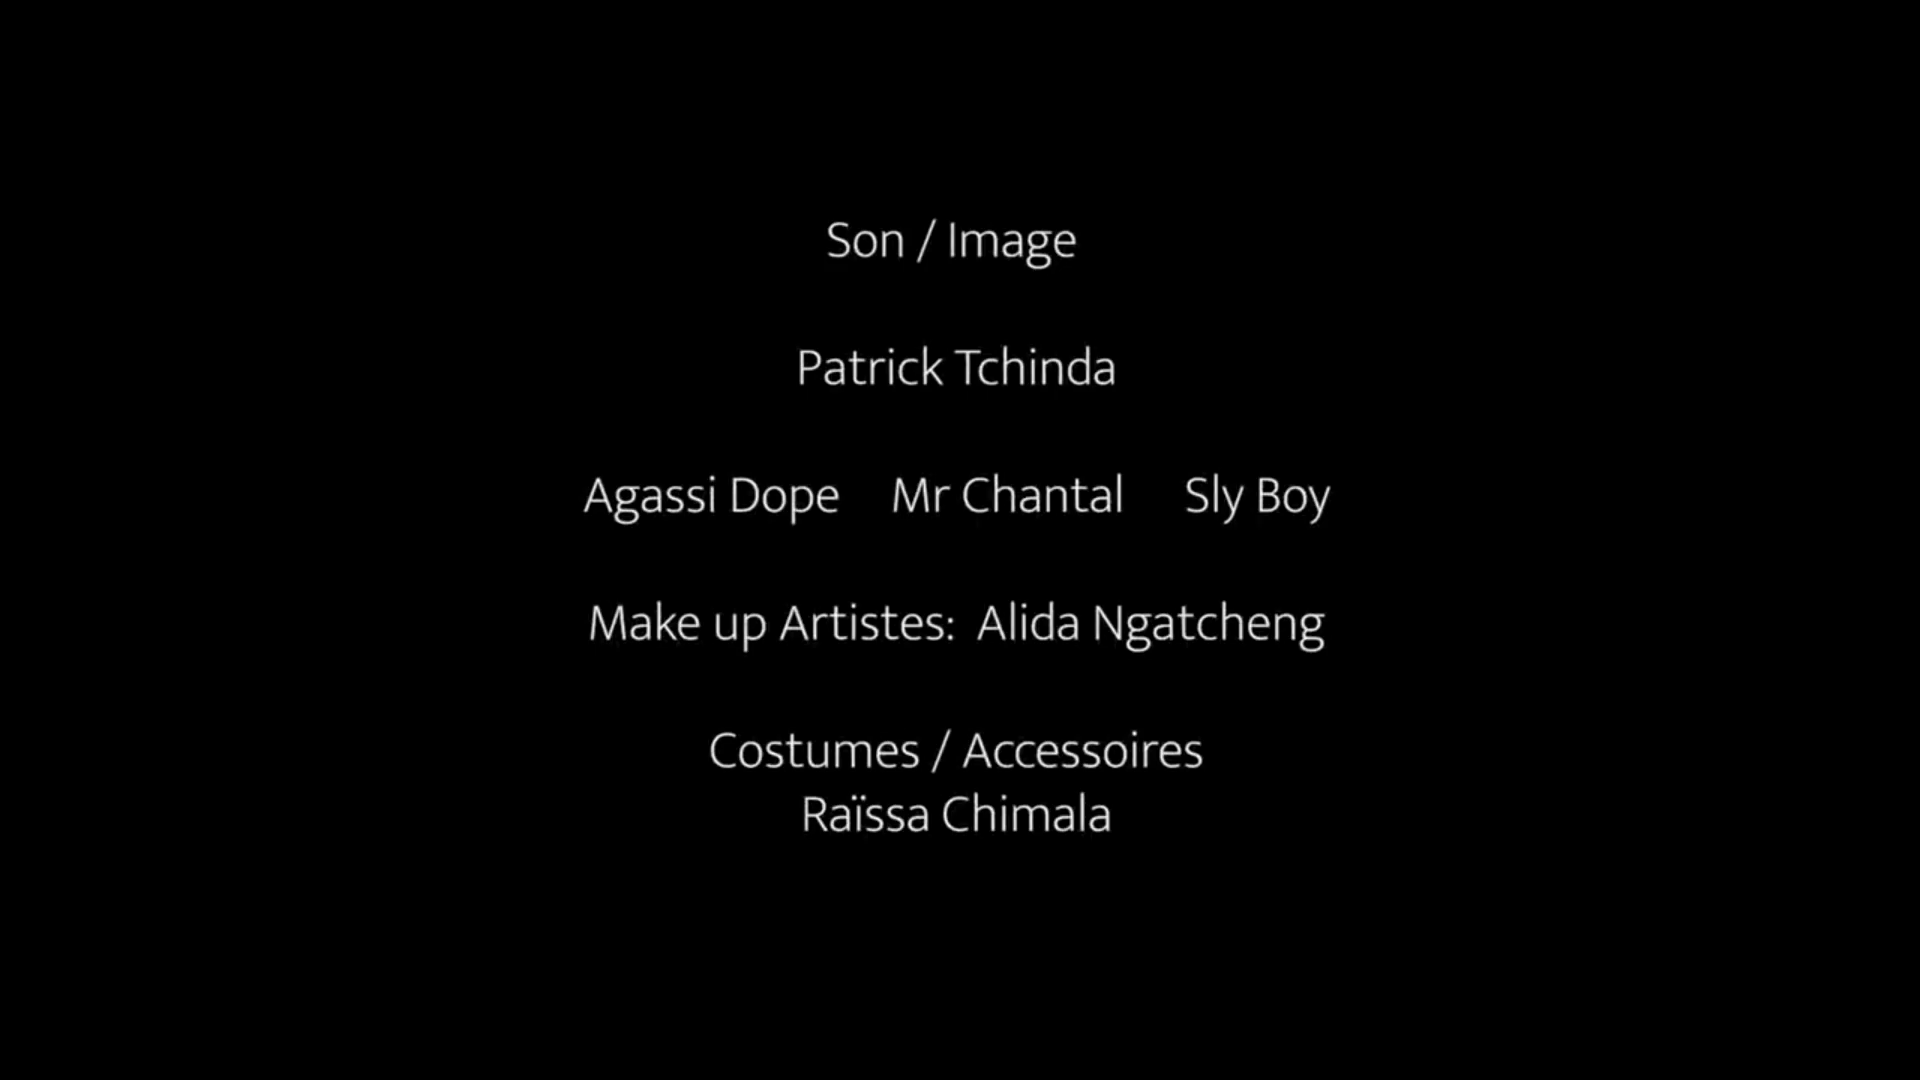 Son / Image
Patrick Tchinda
Agassi Dope Mr Chantal Sly Boy
Make up Artistes: Alida Ngatcheng
Costumes / Accessoires
Raïssa Chimala